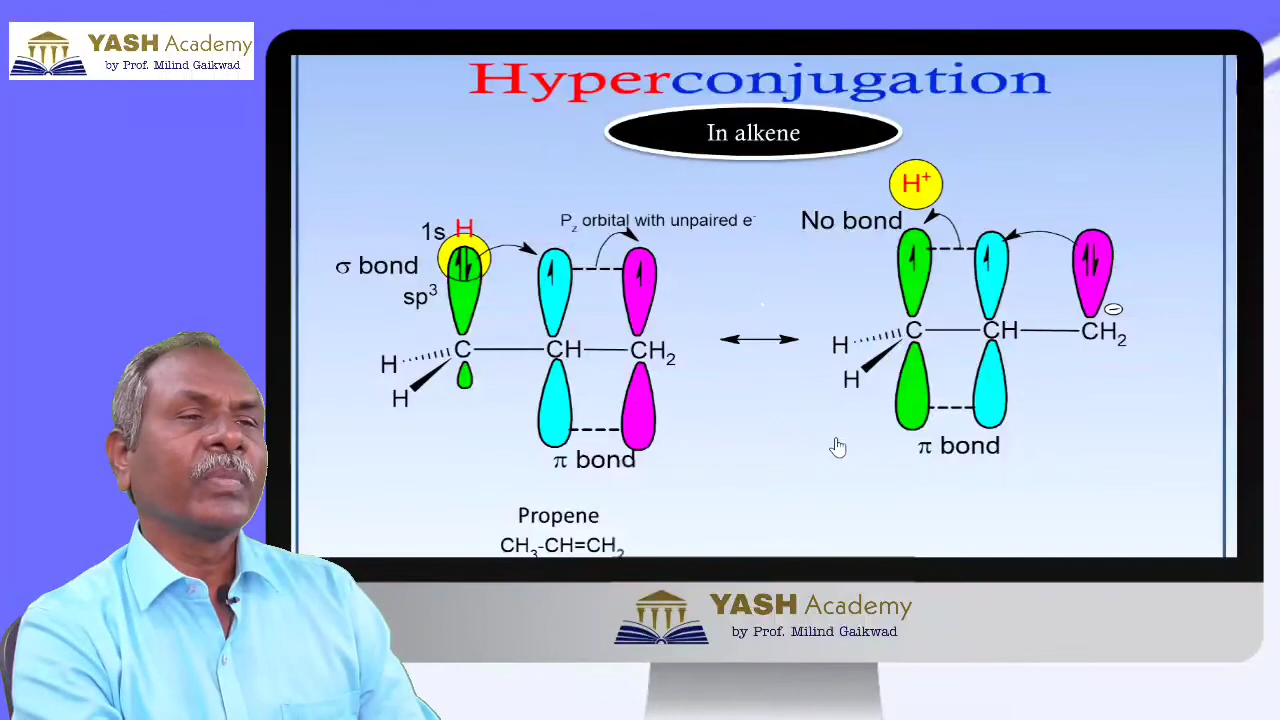 YASH Academy
by Prof. Milind Gaikwad
Hyperconjugation
In alkene
H⁺
1s H
P_z orbital with unpaired e⁻
No bond
σ bond
sp³
H
C
CH
CH₂
H
π bond
H
C
CH
CH₂
H
⊖
π bond
Propene
CH₃-CH=CH₂
YASH Academy
by Prof. Milind Gaikwad